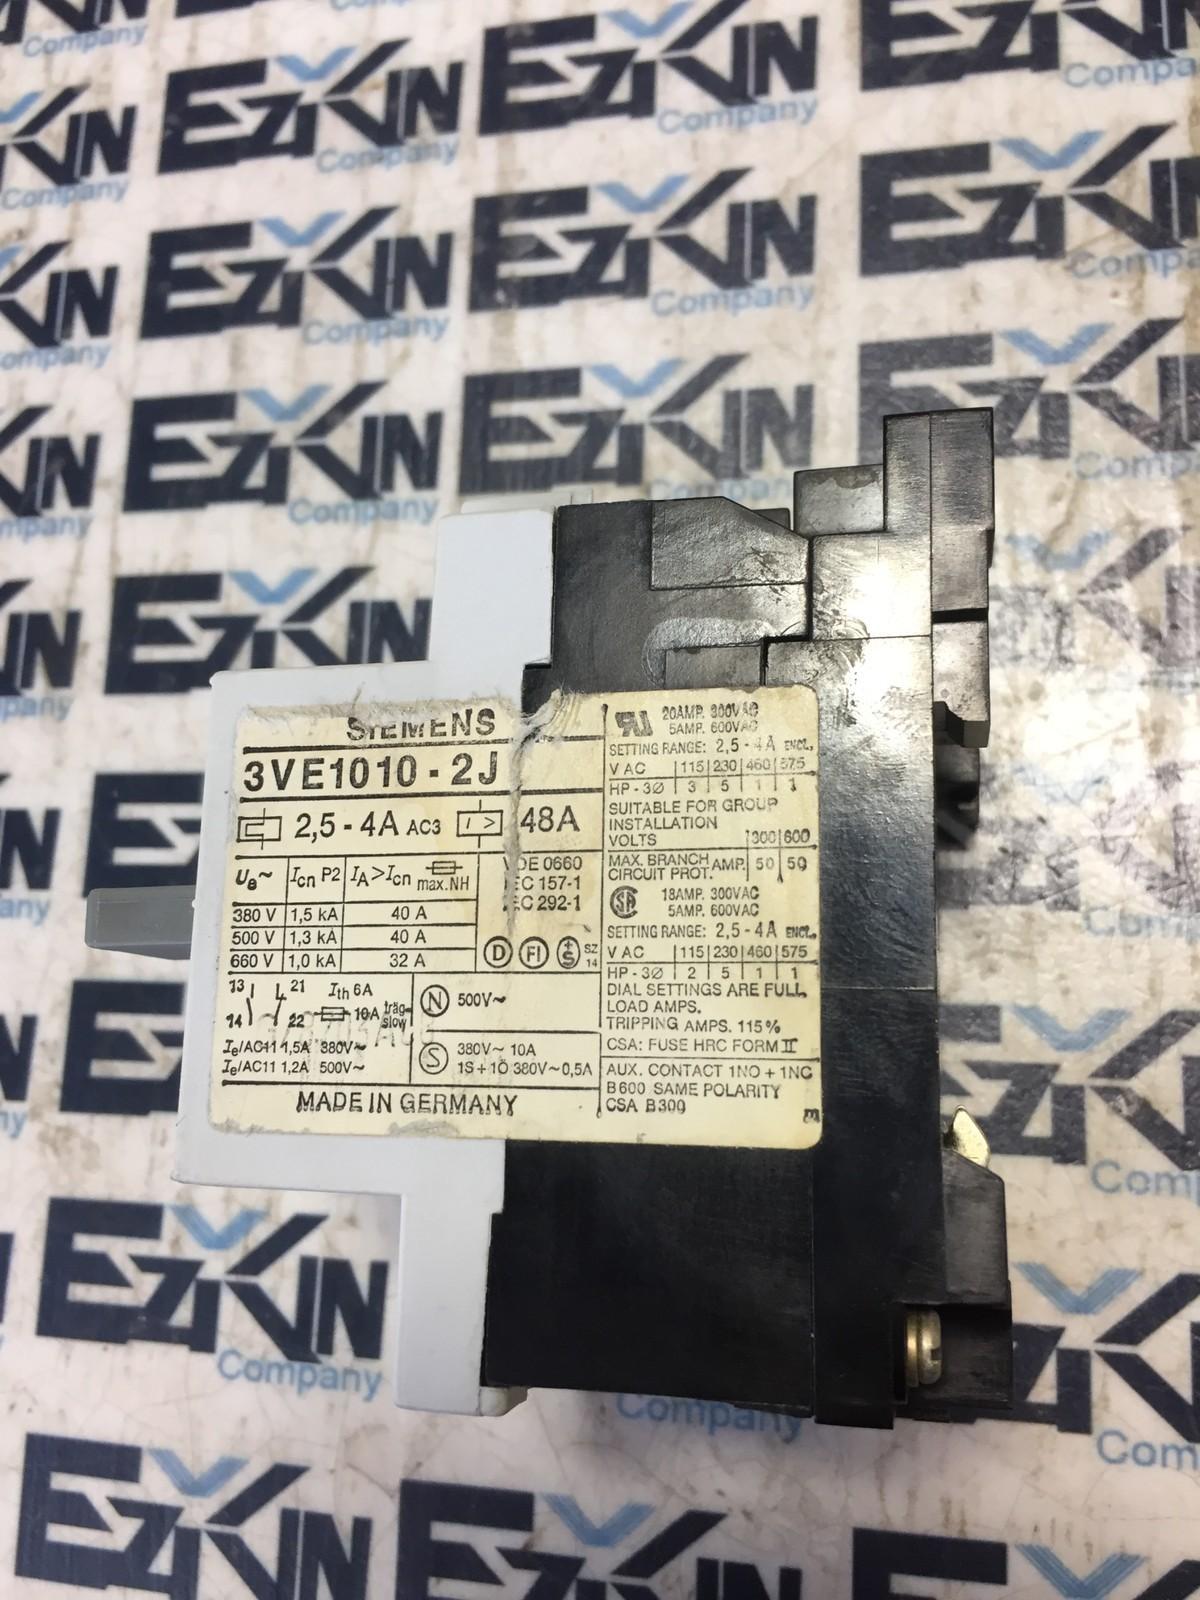 EZKIN
Company
SIEMENS
3VE1010-2J
2,5-4A AC3 I> 48A
Ue~ Icn P2 IA>Icn max.NH
380 V 1,5 kA 40 A
500 V 1,3 kA 40 A
660 V 1,0 kA 32 A
VDE 0660
IEC 157-1
IEC 292-1
D FI +S SZ 14
13 21 Ith 6A
14 22 10A träg-slow
Ie/AC11 1,5A 380V~
Ie/AC11 1,2A 500V~
N 500V~
S 380V~ 10A
1S+1Ö 380V~0,5A
MADE IN GERMANY
20AMP. 300VAC
5AMP. 600VAC
SETTING RANGE: 2,5-4A ENCL.
V AC 115 230 460 575
HP-3Ø 3 5 1 1
SUITABLE FOR GROUP
INSTALLATION
VOLTS 300 600
MAX. BRANCH
CIRCUIT PROT. AMP. 50 50
18AMP. 300VAC
5AMP. 600VAC
SETTING RANGE: 2,5-4A ENCL.
V AC 115 230 460 575
HP-3Ø 2 5 1 1
DIAL SETTINGS ARE FULL
LOAD AMPS.
TRIPPING AMPS. 115%
CSA: FUSE HRC FORM II
AUX. CONTACT 1NO+1NC
B600 SAME POLARITY
CSA B300